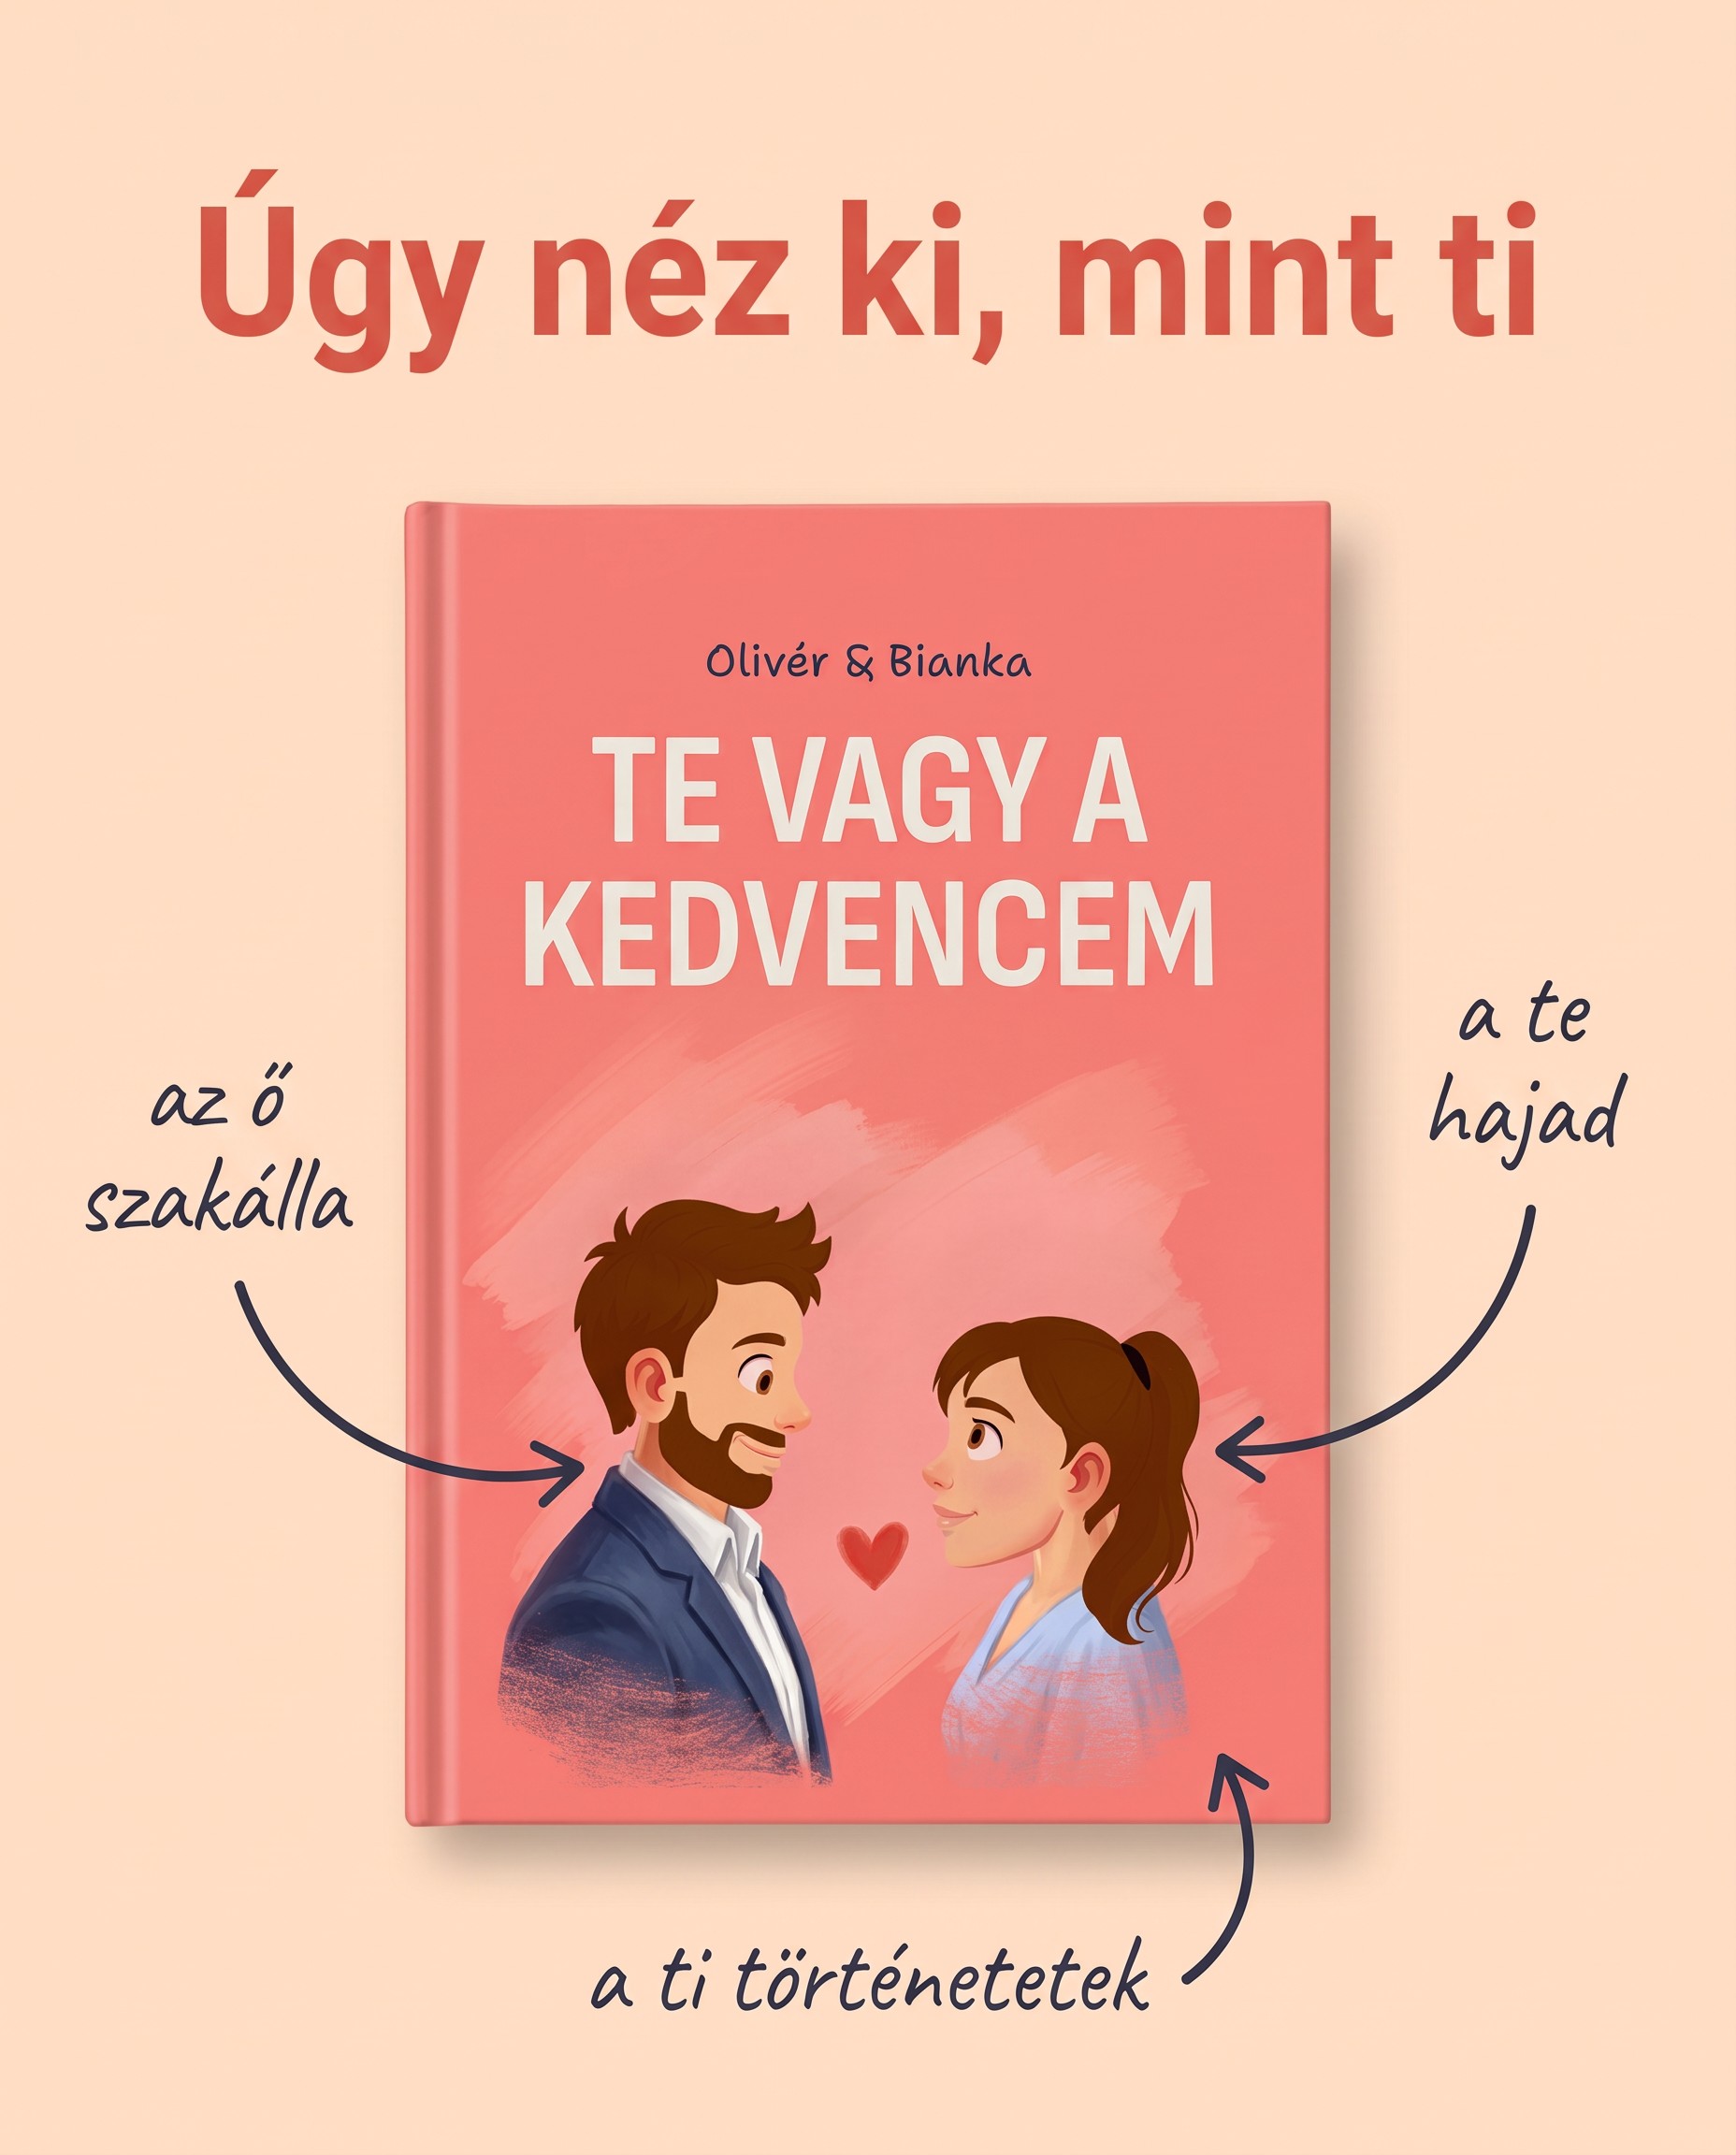 Úgy néz ki, mint ti
Olivér & Bianka
TE VAGY A
KEDVENCEM
az ő
szakálla
a te
hajad
a ti történetetek